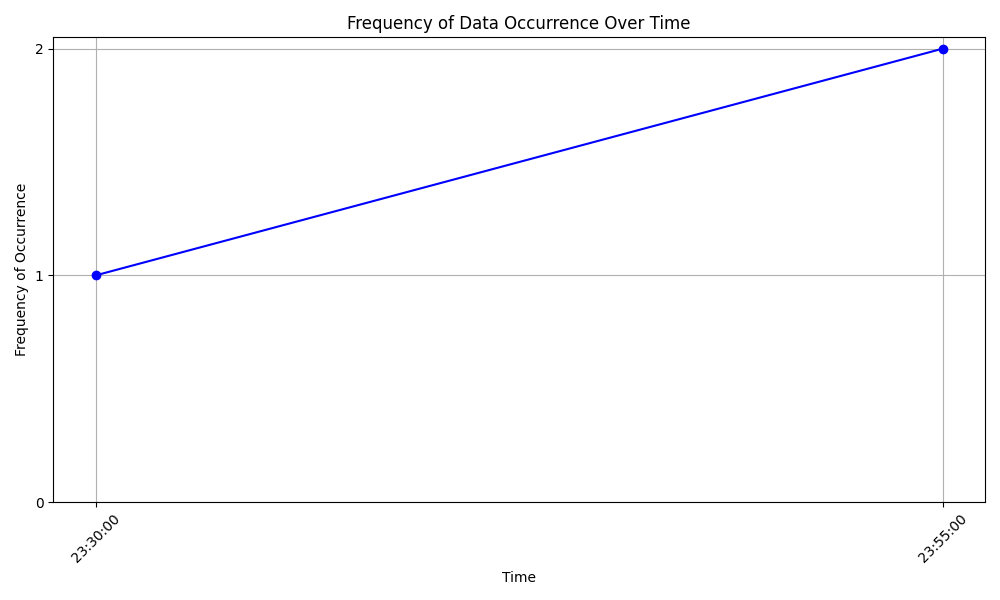 Frequency of Data Occurrence Over Time
Frequency of Occurrence
2
1
0
23:30:00
23:55:00
Time